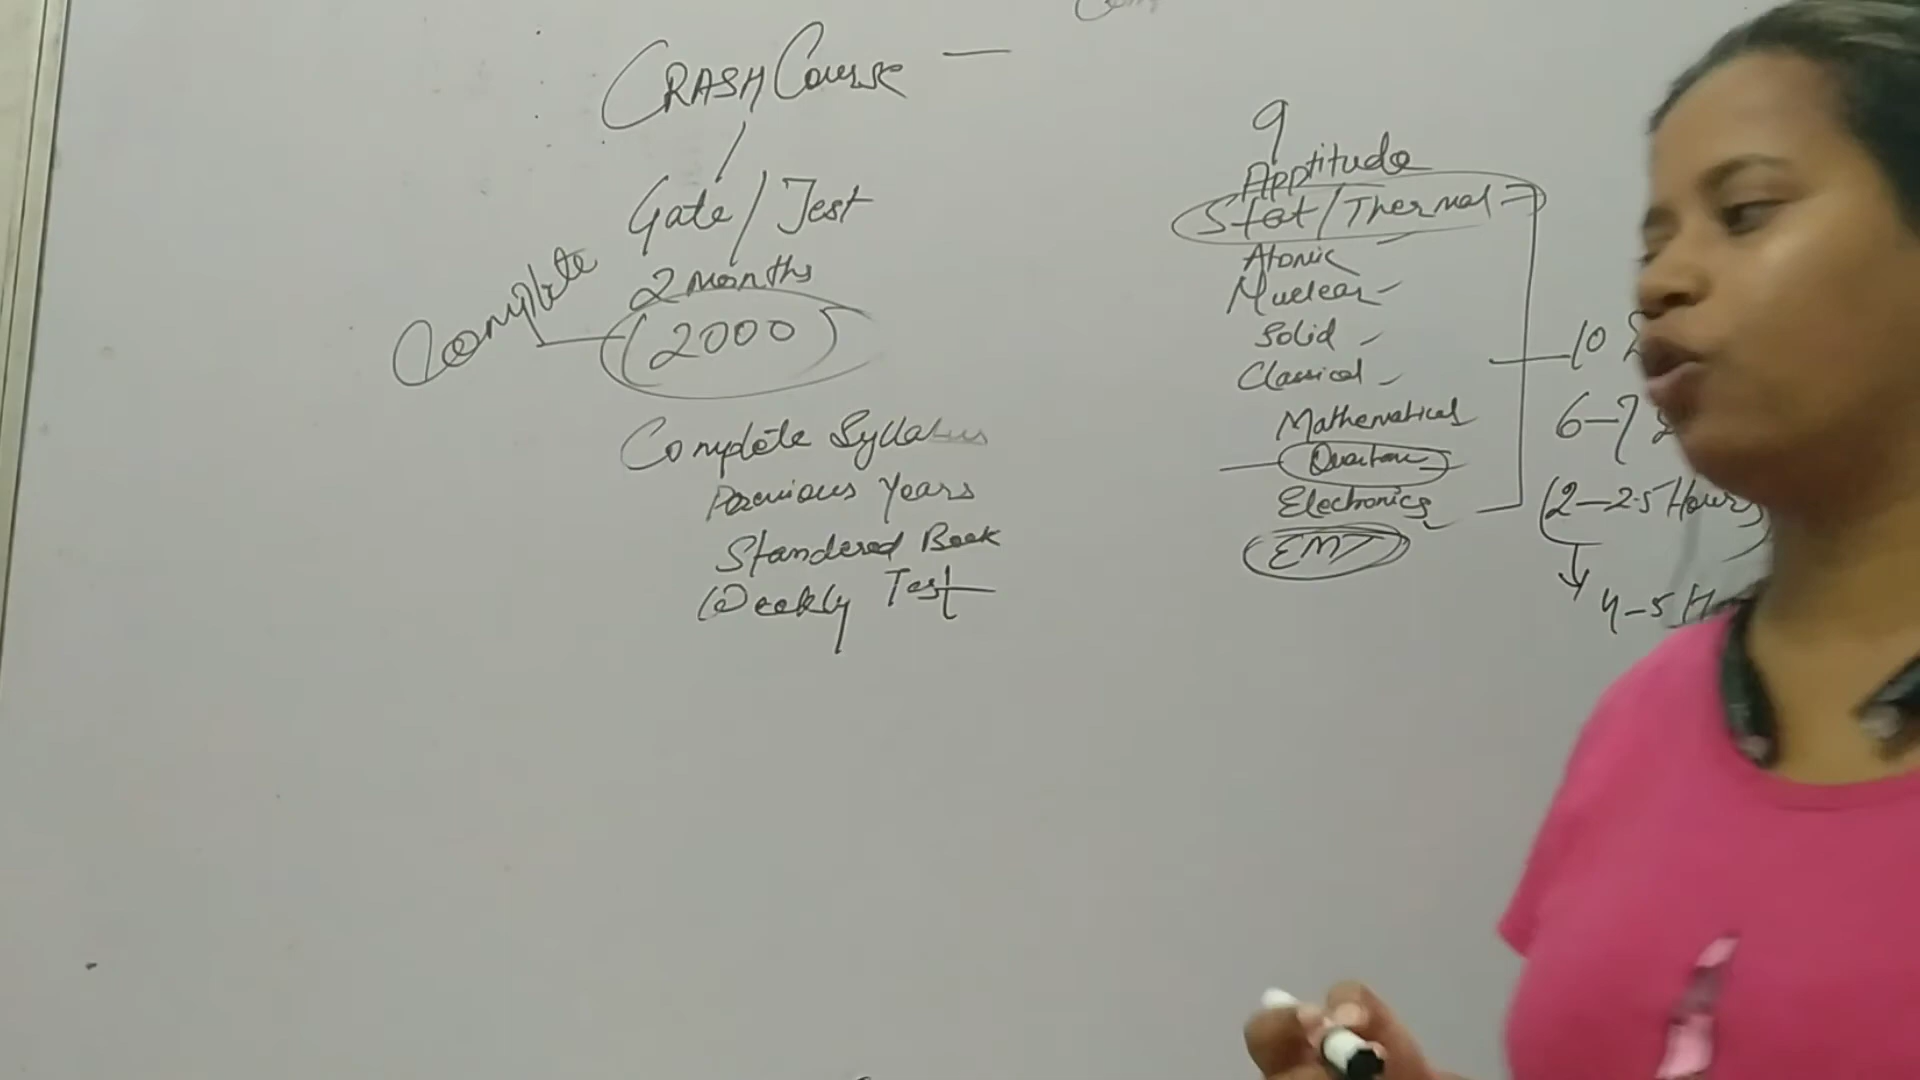 CRASH Course —
Gate/Jest
2 months
Complete
(2000)
Complete Syllabus
Previous Years
Standered Book
Weekly Test
9
Apptitude
Stat/Thermal
Atomic
Nuclear
Solid
Classical
Mathematical
Quantum
Electronics
EMT
10
6-7
(2-2.5 Hours)
4-5